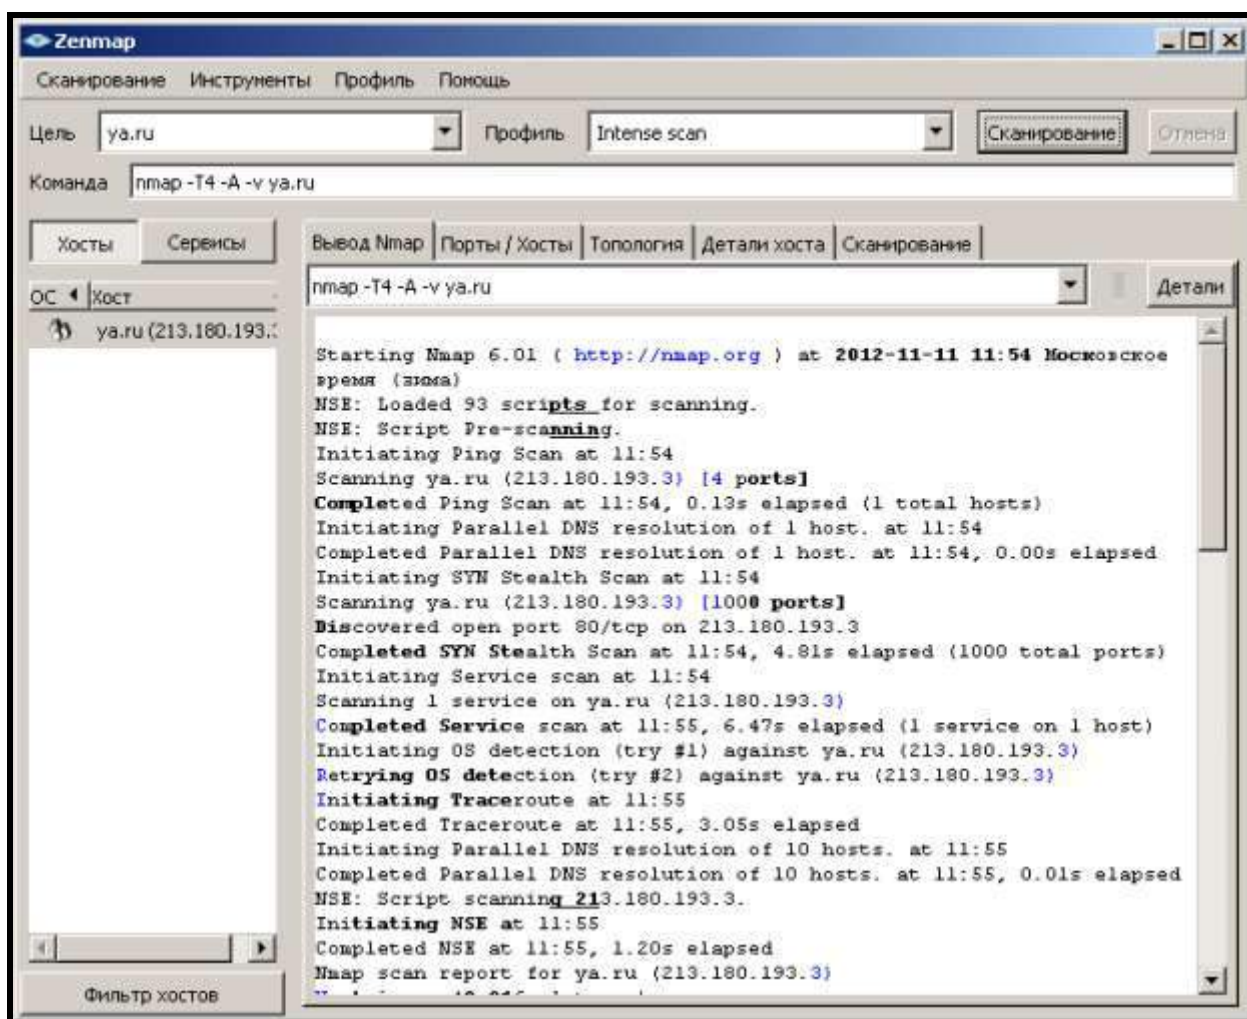 Zenmap
Сканирование Инструменты Профиль Помощь
Цель ya.ru Профиль Intense scan Сканирование Отмена
Команда nmap -T4 -A -v ya.ru
Хосты Сервисы Вывод Nmap Порты / Хосты Топология Детали хоста Сканирование
nmap -T4 -A -v ya.ru Детали
ОС Хост
ya.ru (213.180.193.
Starting Nmap 6.01 ( http://nmap.org ) at 2012-11-11 11:54 Московское
время (зима)
NSE: Loaded 93 scripts for scanning.
NSE: Script Pre-scanning.
Initiating Ping Scan at 11:54
Scanning ya.ru (213.180.193.3) [4 ports]
Completed Ping Scan at 11:54, 0.13s elapsed (1 total hosts)
Initiating Parallel DNS resolution of 1 host. at 11:54
Completed Parallel DNS resolution of 1 host. at 11:54, 0.00s elapsed
Initiating SYN Stealth Scan at 11:54
Scanning ya.ru (213.180.193.3) [1000 ports]
Discovered open port 80/tcp on 213.180.193.3
Completed SYN Stealth Scan at 11:54, 4.81s elapsed (1000 total ports)
Initiating Service scan at 11:54
Scanning 1 service on ya.ru (213.180.193.3)
Completed Service scan at 11:55, 6.47s elapsed (1 service on 1 host)
Initiating OS detection (try #1) against ya.ru (213.180.193.3)
Retrying OS detection (try #2) against ya.ru (213.180.193.3)
Initiating Traceroute at 11:55
Completed Traceroute at 11:55, 3.05s elapsed
Initiating Parallel DNS resolution of 10 hosts. at 11:55
Completed Parallel DNS resolution of 10 hosts. at 11:55, 0.01s elapsed
NSE: Script scanning 213.180.193.3.
Initiating NSE at 11:55
Completed NSE at 11:55, 1.20s elapsed
Nmap scan report for ya.ru (213.180.193.3)
Фильтр хостов